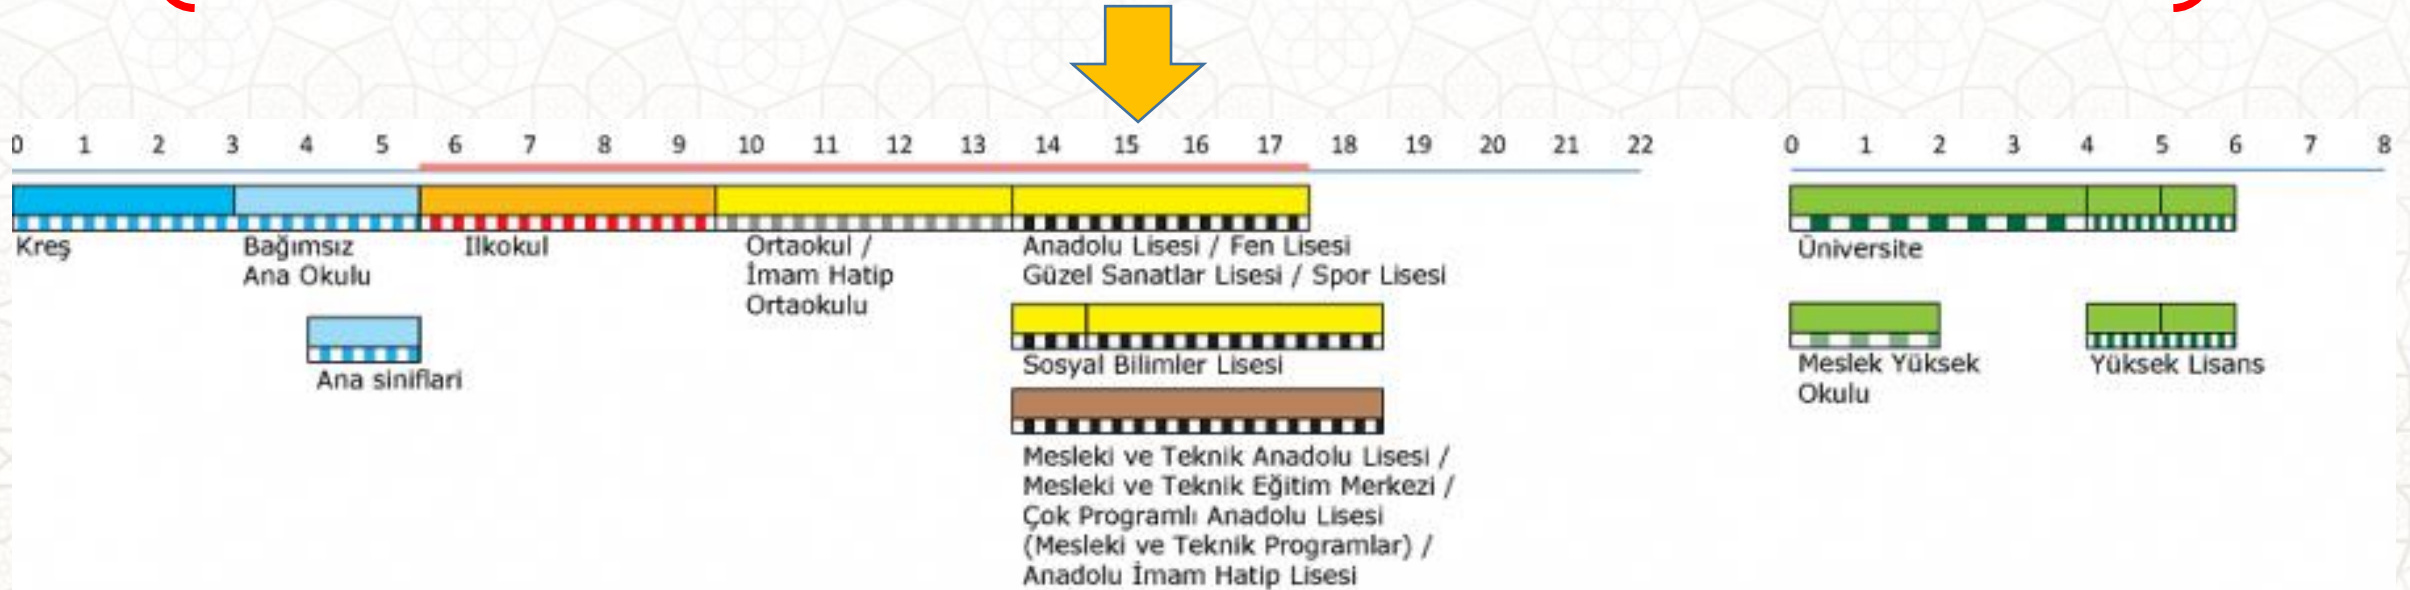 0 1 2 3 4 5 6 7 8 9 10 11 12 13 14 15 16 17 18 19 20 21 22
0 1 2 3 4 5 6 7 8
Kreş
Bağımsız
Ana Okulu
Ilkokul
Ortaokul /
İmam Hatip
Ortaokulu
Anadolu Lisesi / Fen Lisesi
Güzel Sanatlar Lisesi / Spor Lisesi
Üniversite
Ana siniflari
Sosyal Bilimler Lisesi
Meslek Yüksek
Okulu
Yüksek Lisans
Mesleki ve Teknik Anadolu Lisesi /
Mesleki ve Teknik Eğitim Merkezi /
Çok Programlı Anadolu Lisesi
(Mesleki ve Teknik Programlar) /
Anadolu İmam Hatip Lisesi